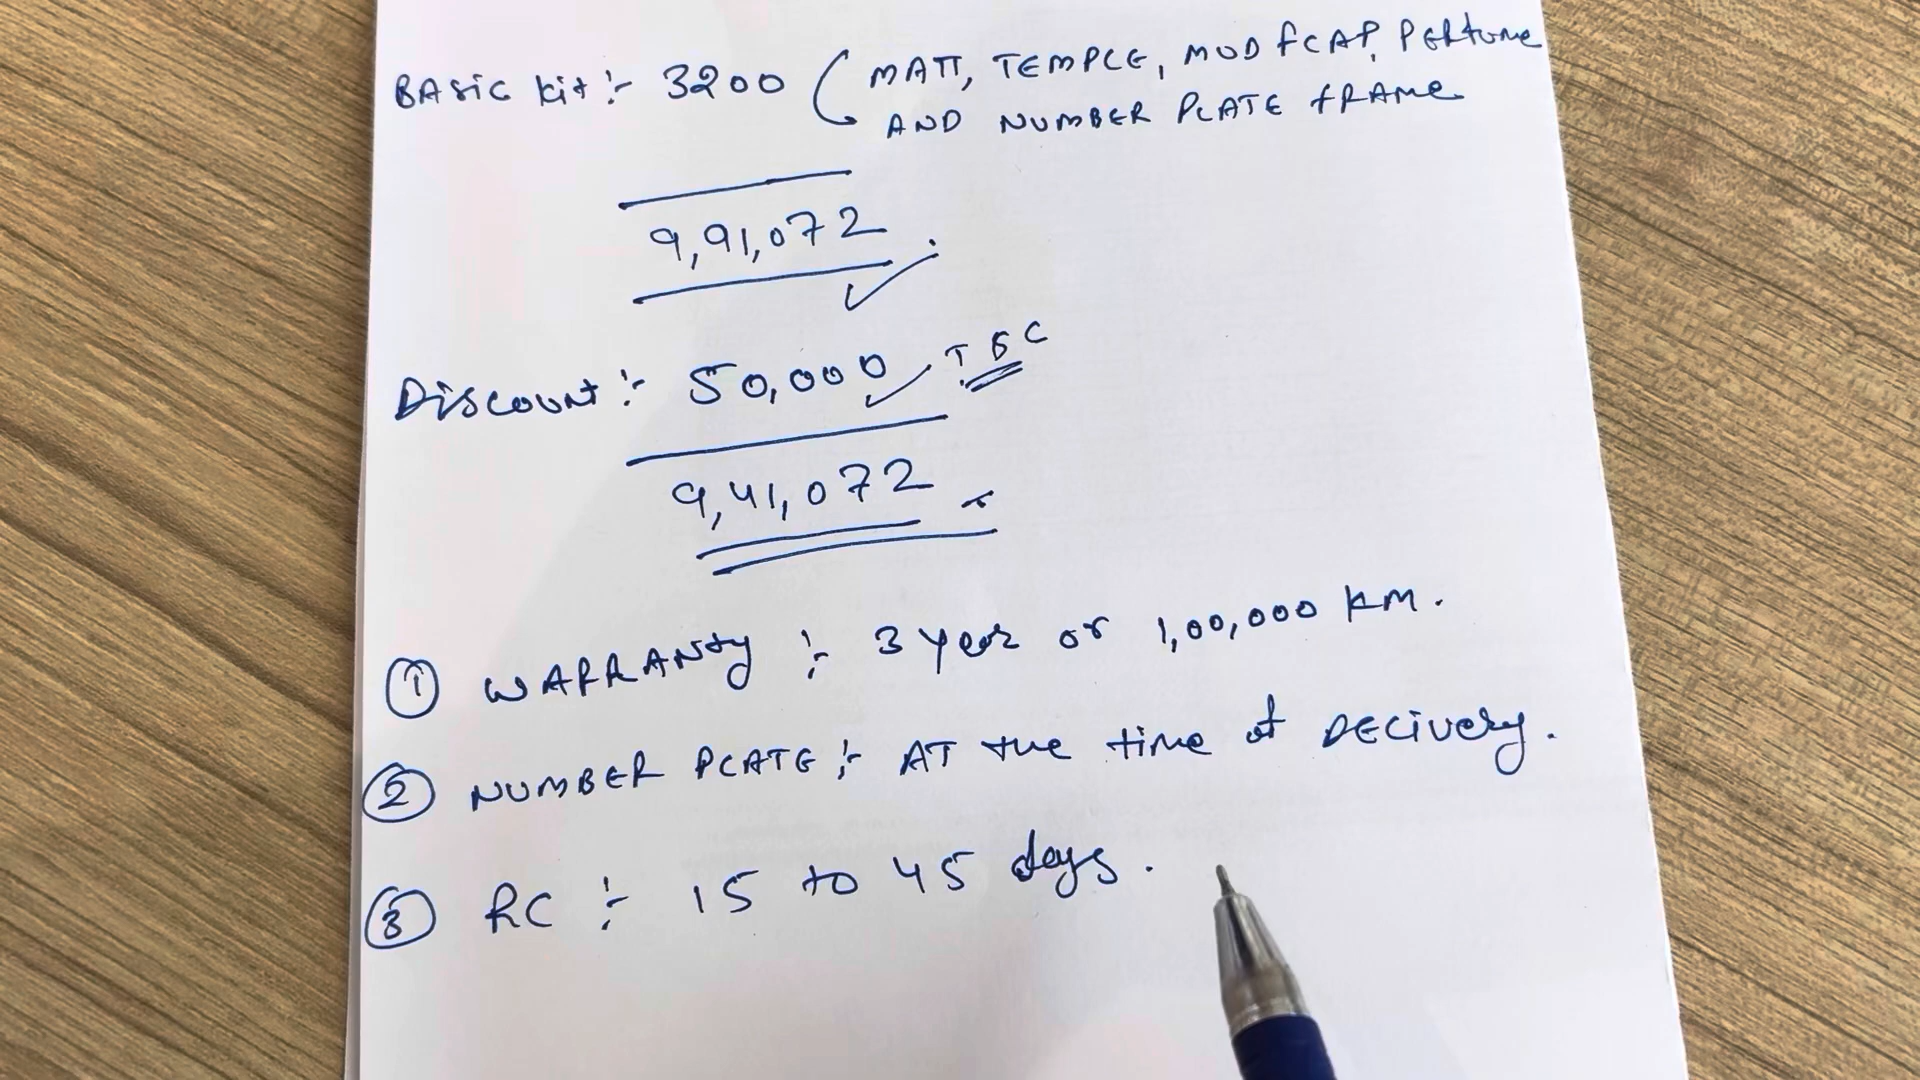 BASIC Kit :- 3200 ( MATT, TEMPLE, MUD FLAP, PERfume
AND NUMBER PLATE fRAMe
9,91,072
Discount :- 50,000 T&C
9,41,072
① WARRANty :- 3 year or 1,00,000 KM.
② NUMBER PLATE :- AT the time of DELivery.
③ RC :- 15 to 45 days.